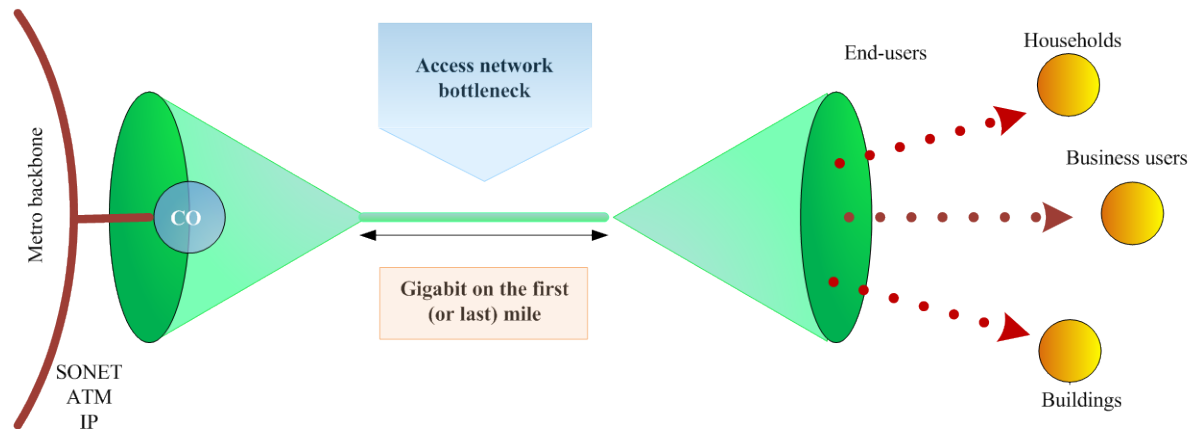 Metro backbone
SONET
ATM
IP
CO
Access network
bottleneck
Gigabit on the first
(or last) mile
End-users
Households
Business users
Buildings